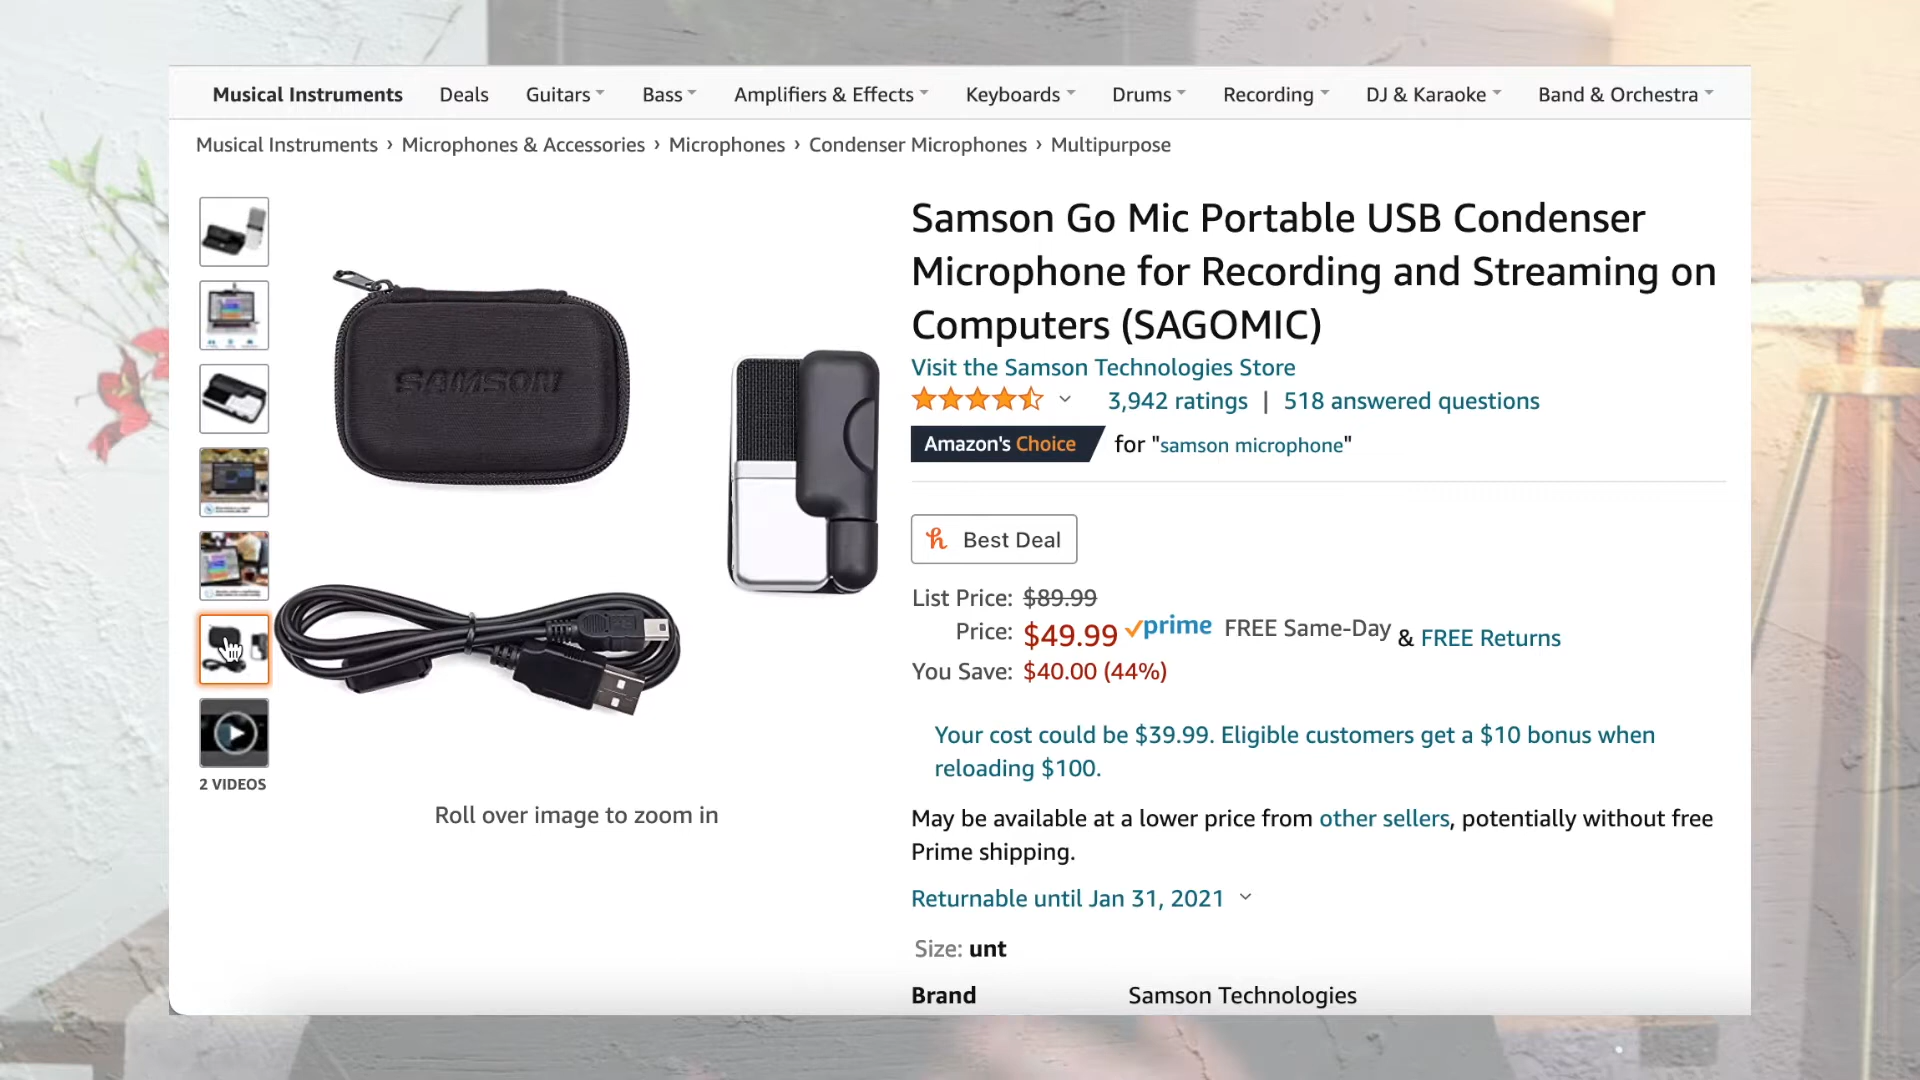 Musical Instruments Deals Guitars Bass Amplifiers & Effects Keyboards Drums Recording DJ & Karaoke Band & Orchestra
Musical Instruments › Microphones & Accessories › Microphones › Condenser Microphones › Multipurpose
SAMSON
2 VIDEOS
Roll over image to zoom in
Samson Go Mic Portable USB Condenser
Microphone for Recording and Streaming on
Computers (SAGOMIC)
Visit the Samson Technologies Store
3,942 ratings | 518 answered questions
Amazon's Choice for "samson microphone"
Best Deal
List Price: $89.99
Price: $49.99 prime FREE Same-Day & FREE Returns
You Save: $40.00 (44%)
Your cost could be $39.99. Eligible customers get a $10 bonus when
reloading $100.
May be available at a lower price from other sellers, potentially without free
Prime shipping.
Returnable until Jan 31, 2021
Size: unt
Brand Samson Technologies